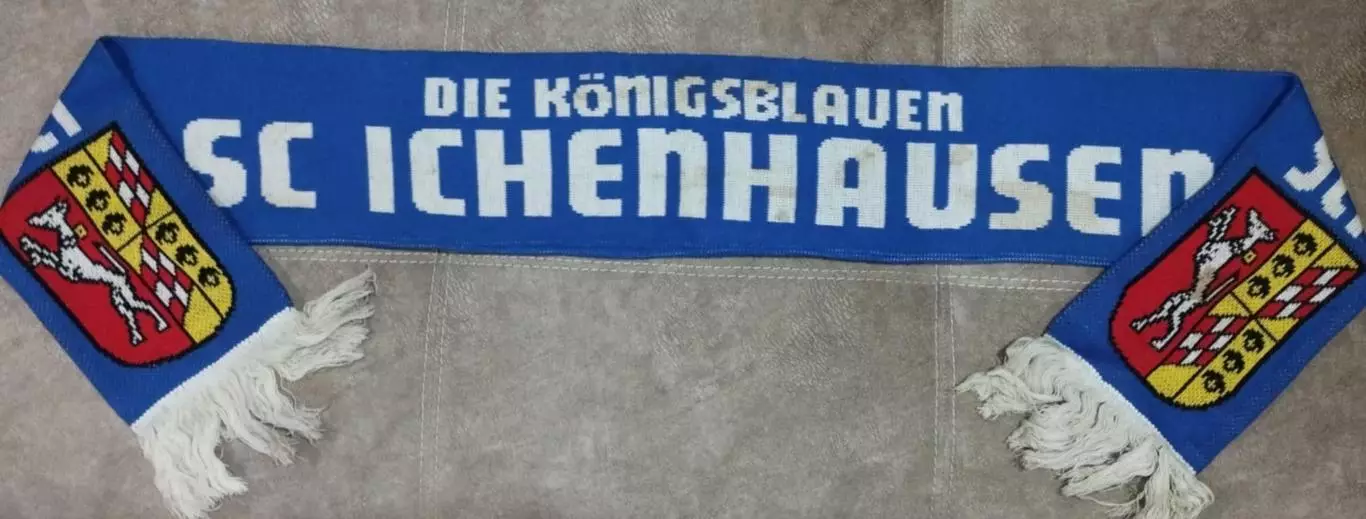 DIE KÖNIGSBLAUEN
SC ICHENHAUSEN